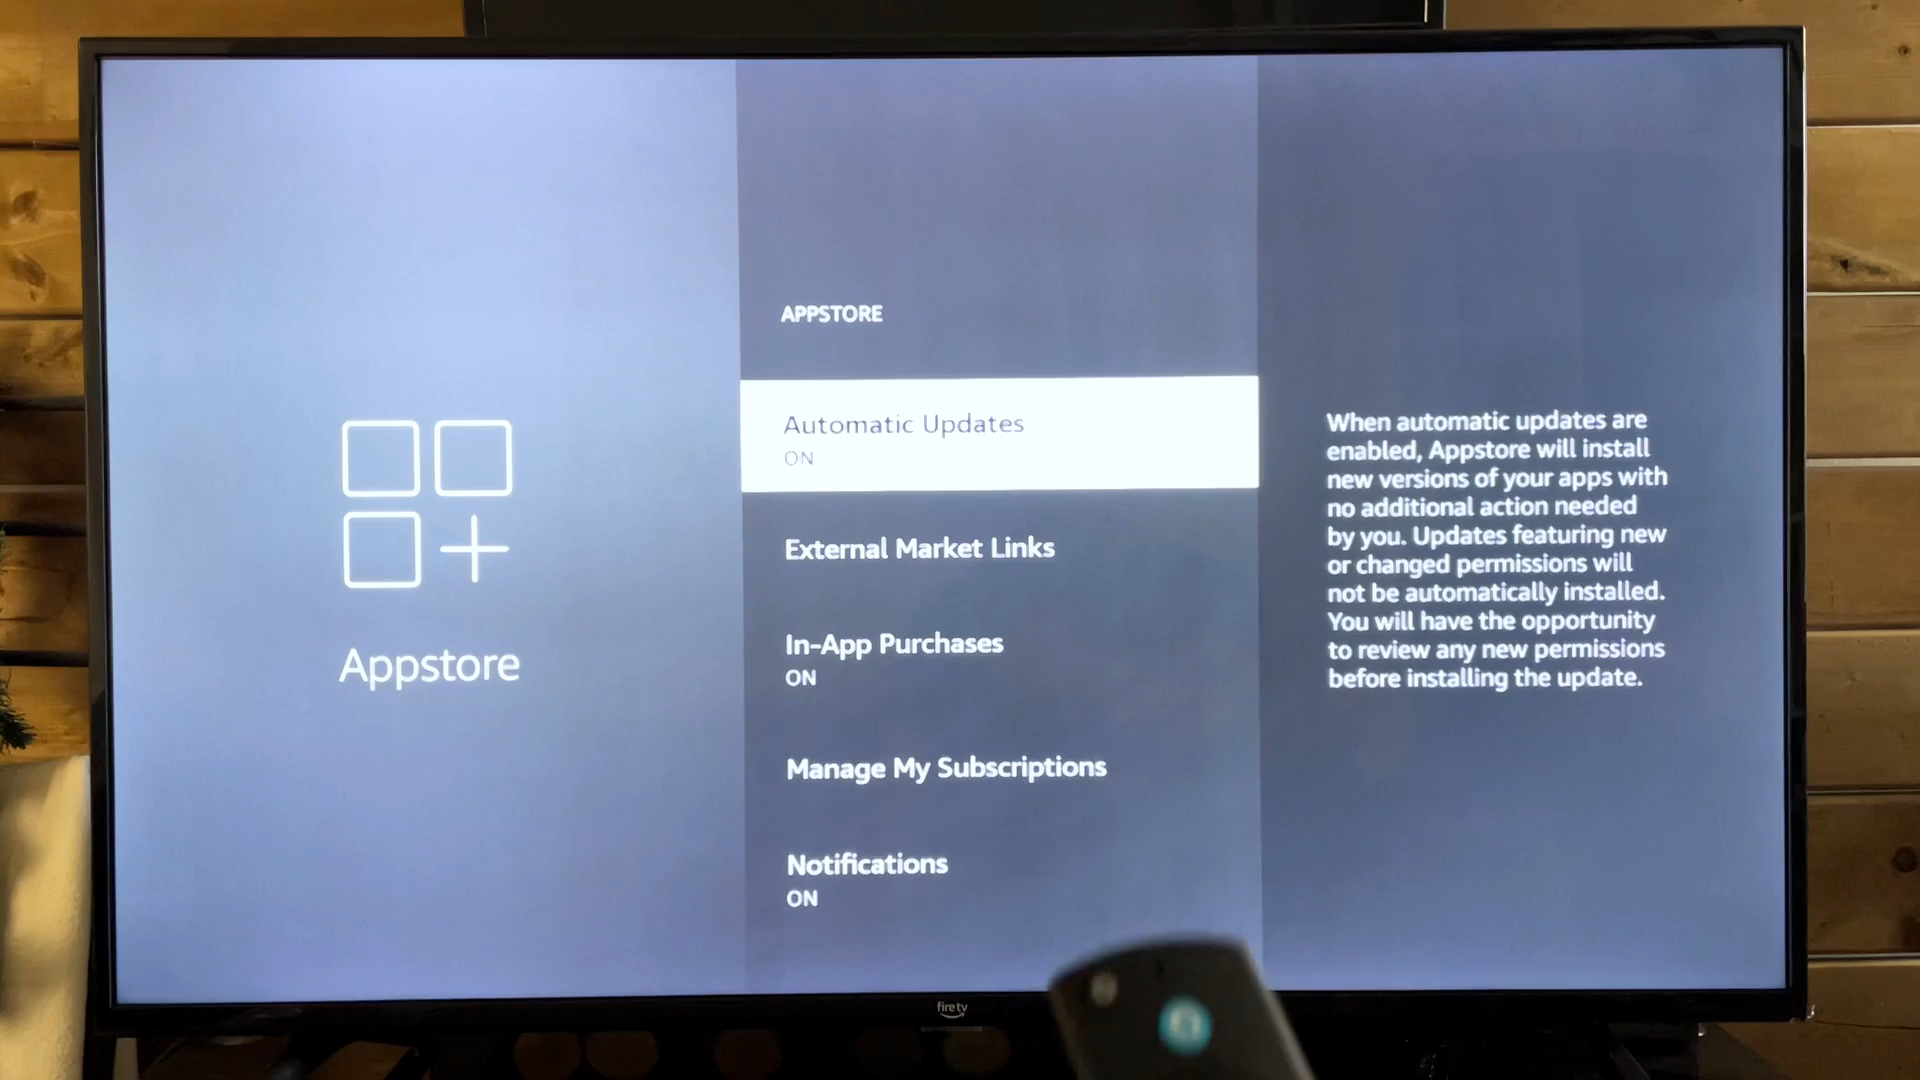 Appstore
APPSTORE
Automatic Updates
ON
External Market Links
In-App Purchases
ON
Manage My Subscriptions
Notifications
ON
When automatic updates are
enabled, Appstore will install
new versions of your apps with
no additional action needed
by you. Updates featuring new
or changed permissions will
not be automatically installed.
You will have the opportunity
to review any new permissions
before installing the update.
fire tv